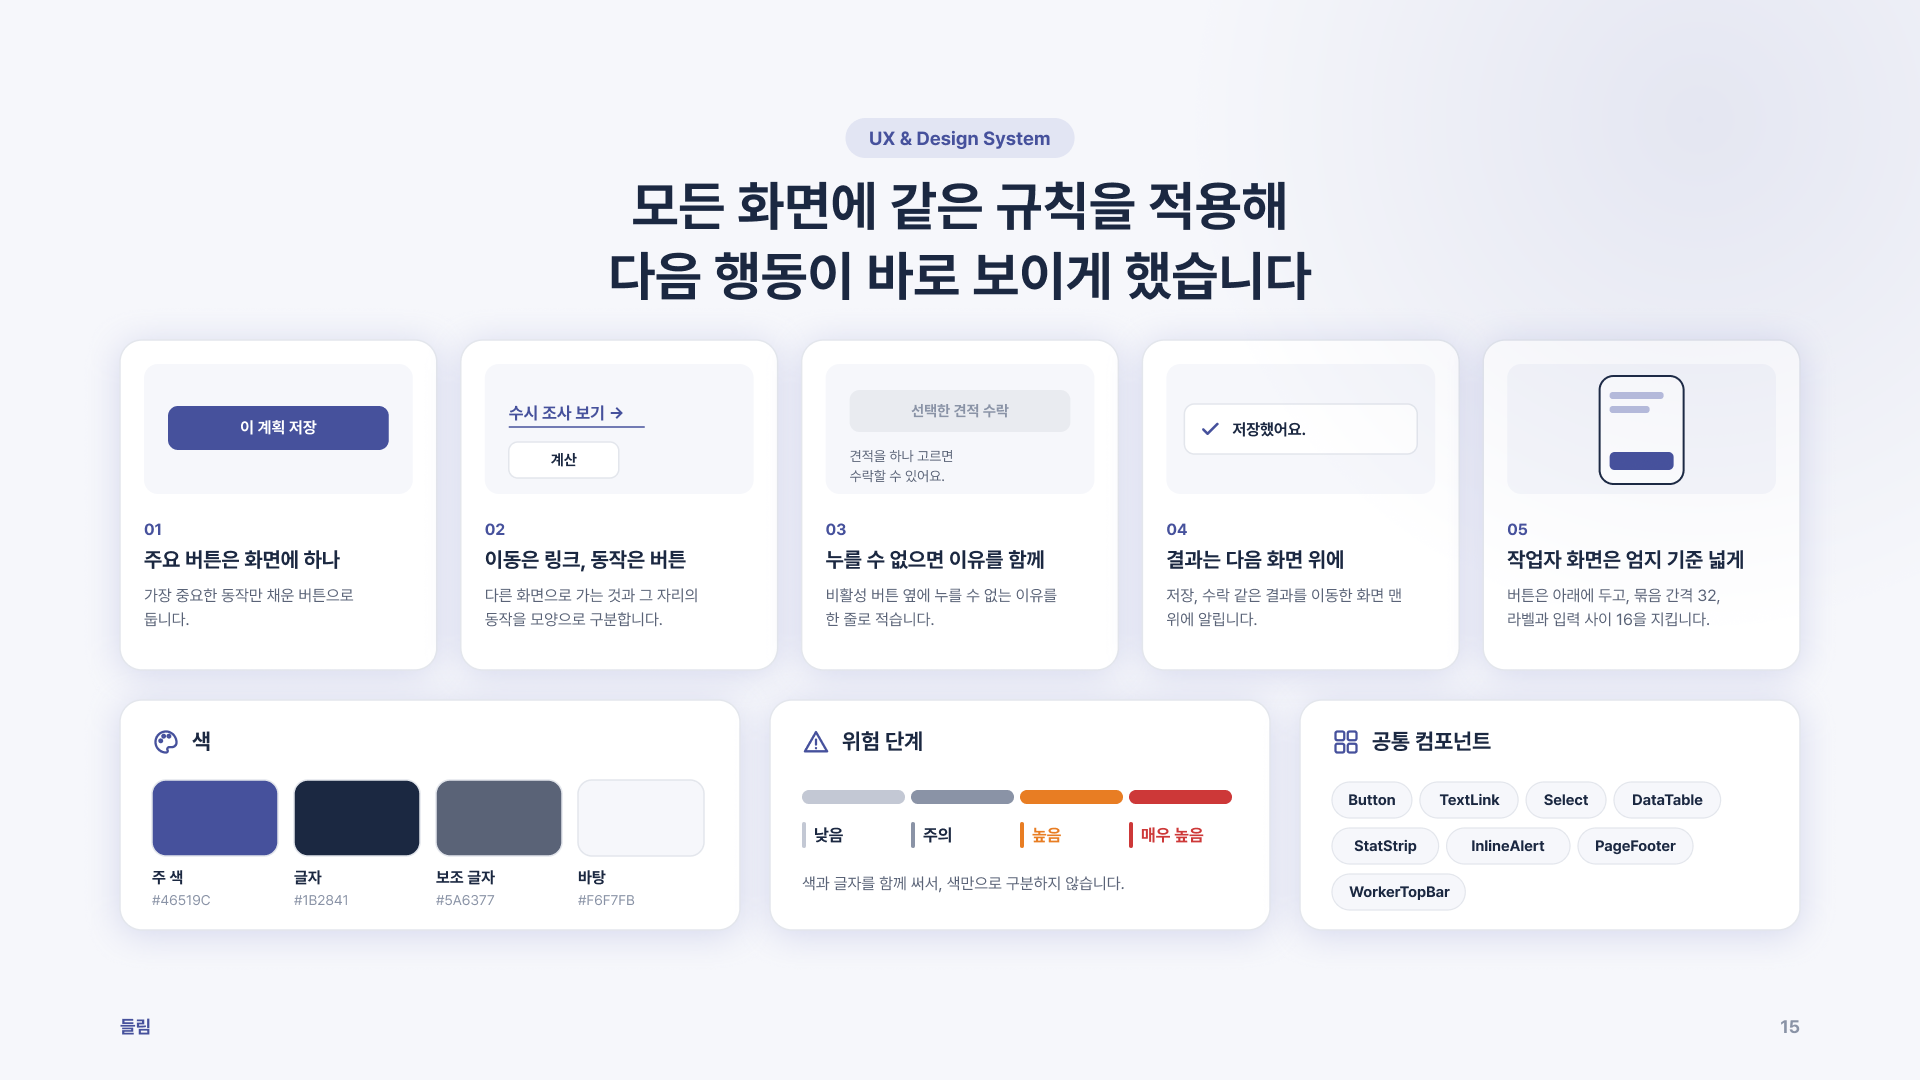 UX & Design System
모든 화면에 같은 규칙을 적용해
다음 행동이 바로 보이게 했습니다
이 계획 저장
01
주요 버튼은 화면에 하나
가장 중요한 동작만 채운 버튼으로
둡니다.
수시 조사 보기 →
계산
02
이동은 링크, 동작은 버튼
다른 화면으로 가는 것과 그 자리의
동작을 모양으로 구분합니다.
선택한 견적 수락
견적을 하나 고르면
수락할 수 있어요.
03
누를 수 없으면 이유를 함께
비활성 버튼 옆에 누를 수 없는 이유를
한 줄로 적습니다.
저장했어요.
04
결과는 다음 화면 위에
저장, 수락 같은 결과를 이동한 화면 맨
위에 알립니다.
05
작업자 화면은 엄지 기준 넓게
버튼은 아래에 두고, 묶음 간격 32,
라벨과 입력 사이 16을 지킵니다.
색
주 색
#46519C
글자
#1B2841
보조 글자
#5A6377
바탕
#F6F7FB
위험 단계
낮음
주의
높음
매우 높음
색과 글자를 함께 써서, 색만으로 구분하지 않습니다.
공통 컴포넌트
Button
TextLink
Select
DataTable
StatStrip
InlineAlert
PageFooter
WorkerTopBar
들림
15